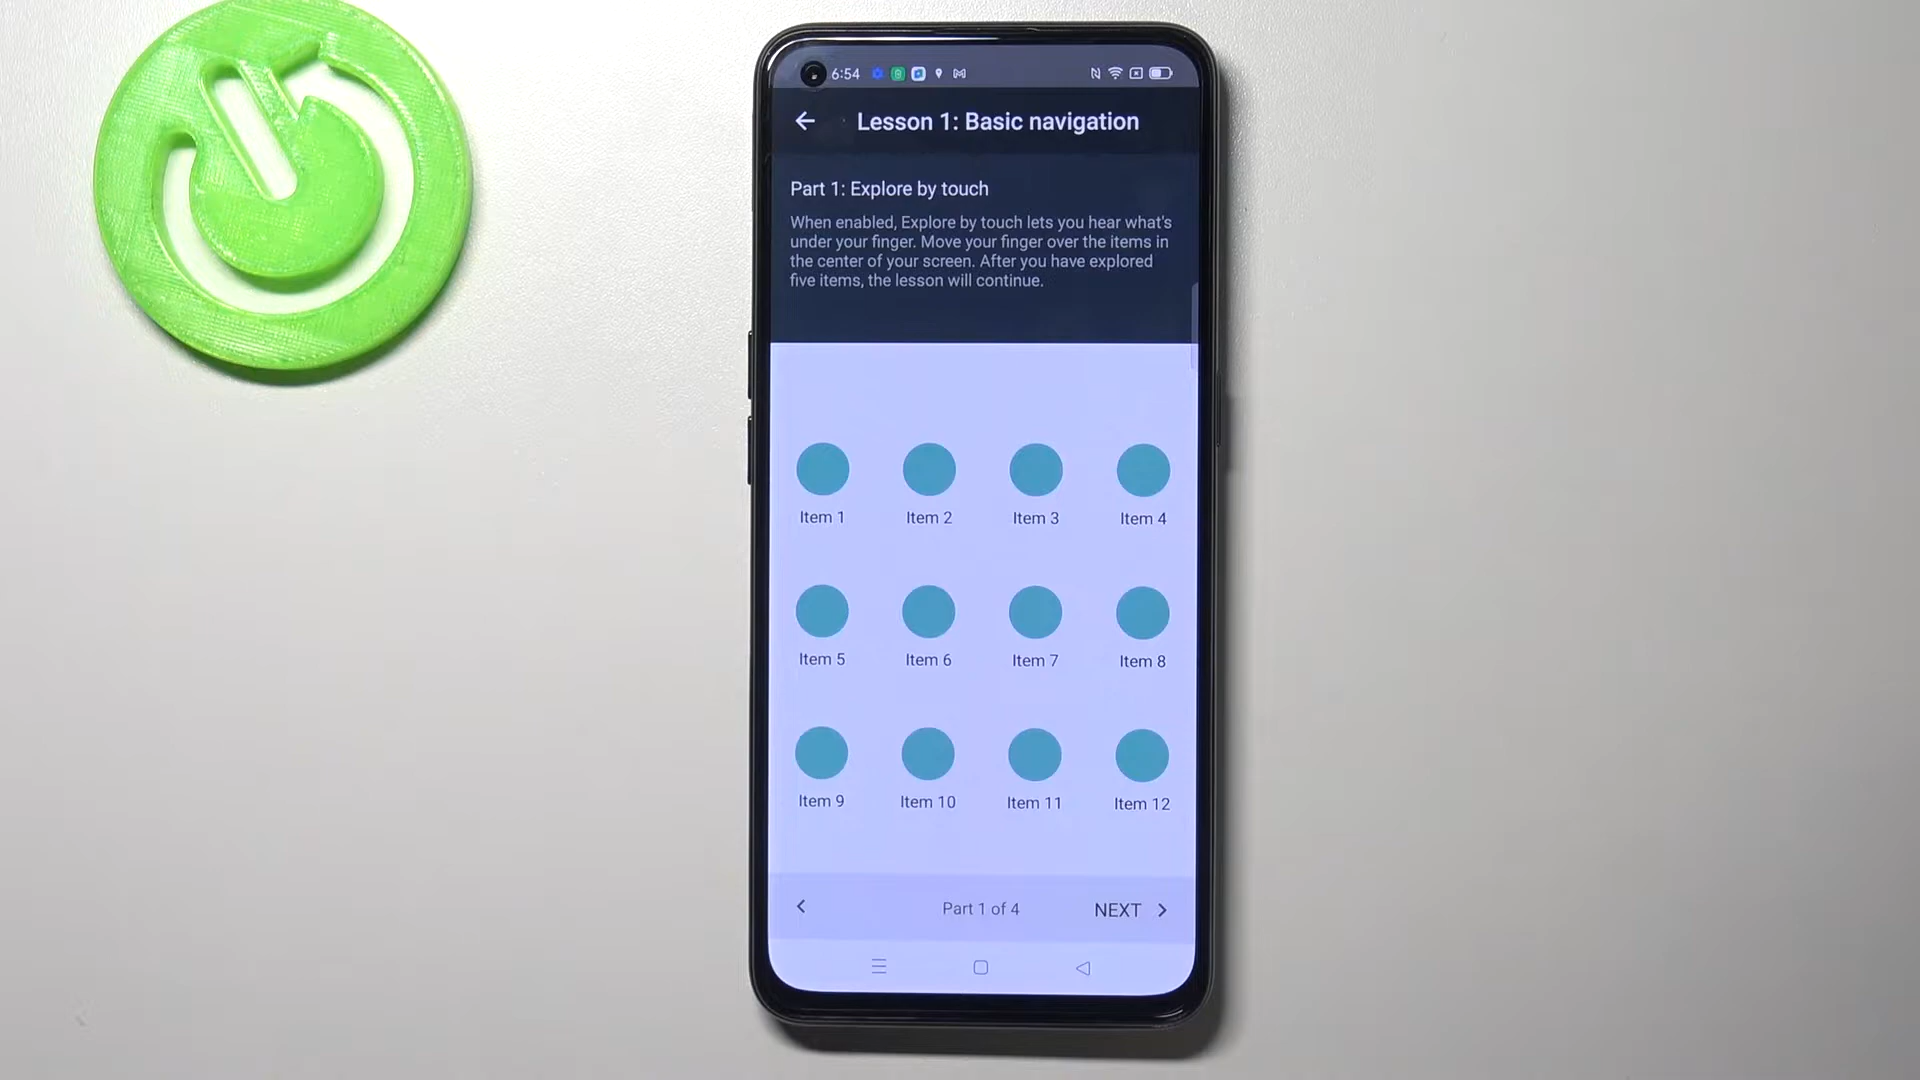 6:54
Lesson 1: Basic navigation
Part 1: Explore by touch
When enabled, Explore by touch lets you hear what's
under your finger. Move your finger over the items in
the center of your screen. After you have explored
five items, the lesson will continue.
Item 1 Item 2 Item 3 Item 4
Item 5 Item 6 Item 7 Item 8
Item 9 Item 10 Item 11 Item 12
Part 1 of 4 NEXT